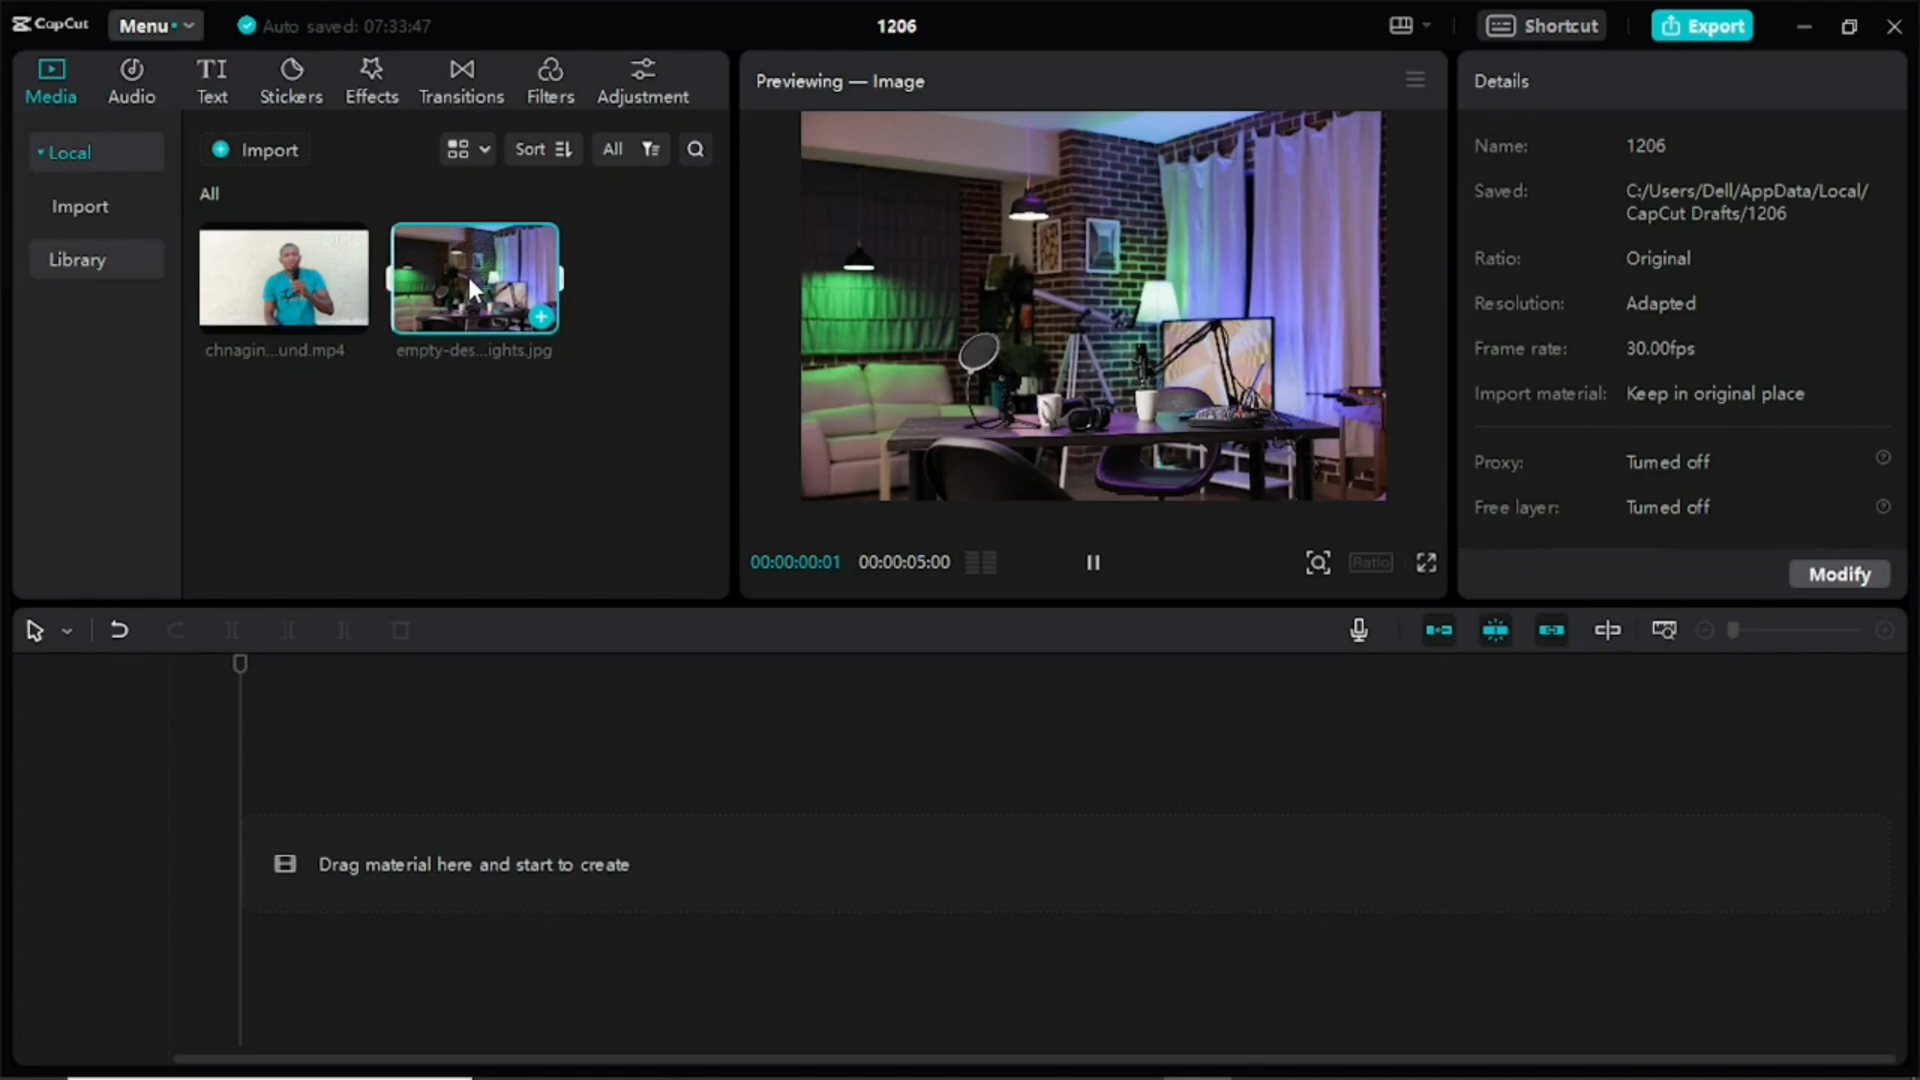 CapCut
Menu
Auto saved: 07:33:47
1206
Shortcut
Export
Media
Audio
TI
Text
Stickers
Effects
Transitions
Filters
Adjustment
Local
Import
Library
Import
Sort
All
All
chnagin...und.mp4
empty-des...ights.jpg
Previewing — Image
00:00:00:01
00:00:05:00
Ratio
Details
Name: 1206
Saved: C:/Users/Dell/AppData/Local/
CapCut Drafts/1206
Ratio: Original
Resolution: Adapted
Frame rate: 30.00fps
Import material: Keep in original place
Proxy: Turned off
Free layer: Turned off
Modify
Drag material here and start to create